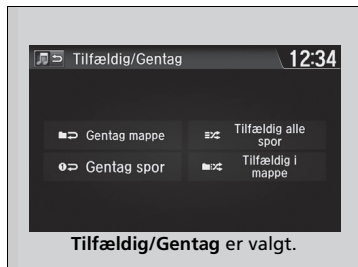 Tilfældig/Gentag
12:34
Gentag mappe
Tilfældig alle
spor
Gentag spor
Tilfældig i
mappe
Tilfældig/Gentag er valgt.